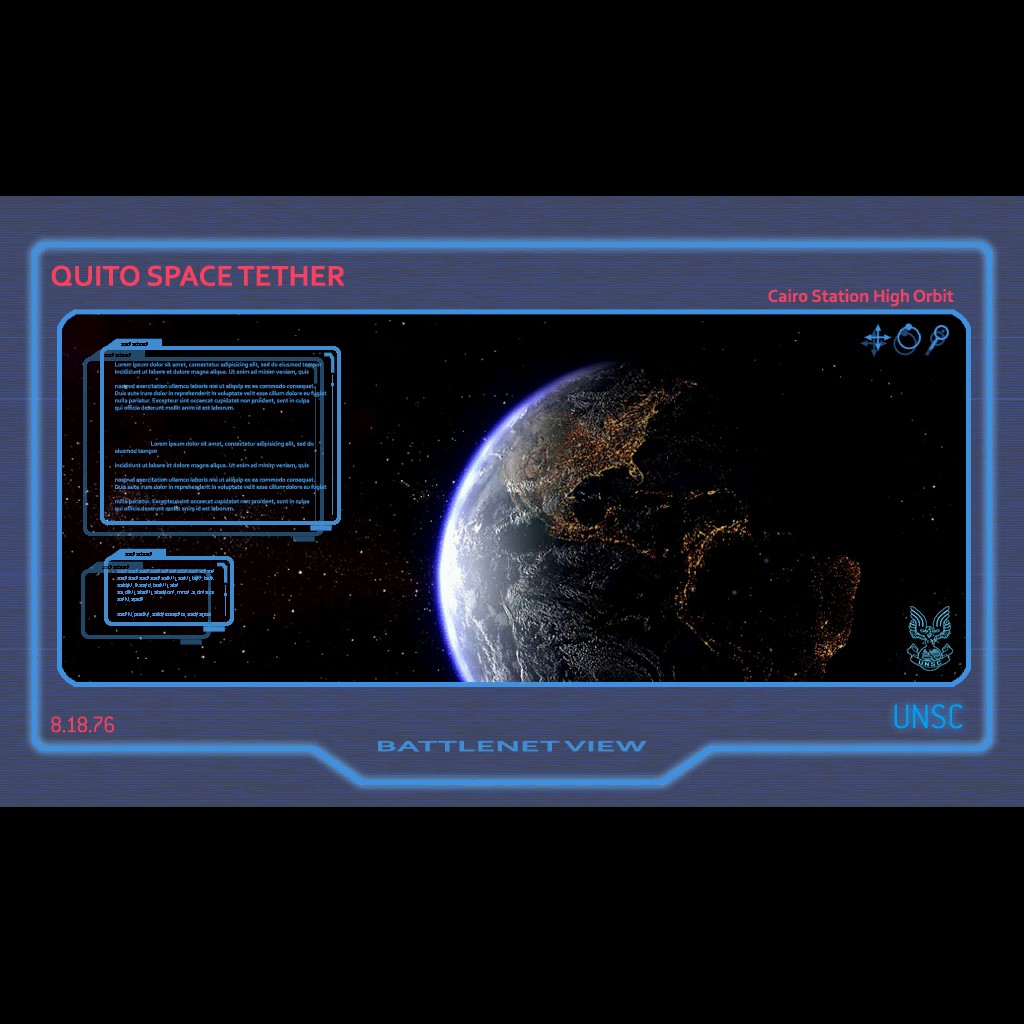 QUITO SPACE TETHER
Cairo Station High Orbit
Lorem ipsum dolor sit amet, consectetur adipisicing elit, sed do eiusmod tempor
incididunt ut labore et dolore magna aliqua. Ut enim ad minim veniam, quis
nostrud exercitation ullamco laboris nisi ut aliquip ex ea commodo consequat.
Duis aute irure dolor in reprehenderit in voluptate velit esse cillum dolore eu fugiat
nulla pariatur. Excepteur sint occaecat cupidatat non proident, sunt in culpa
qui officia deserunt mollit anim id est laborum.
Lorem ipsum dolor sit amet, consectetur adipisicing elit, sed do
eiusmod tempor
incididunt ut labore et dolore magna aliqua. Ut enim ad minim veniam, quis
nostrud exercitation ullamco laboris nisi ut aliquip ex ea commodo consequat.
Duis aute irure dolor in reprehenderit in voluptate velit esse cillum dolore eu fugiat
nulla pariatur. Excepteur sint occaecat cupidatat non proident, sunt in culpa
qui officia deserunt mollit anim id est laborum.
UNSC
8.18.76
UNSC
BATTLENET VIEW